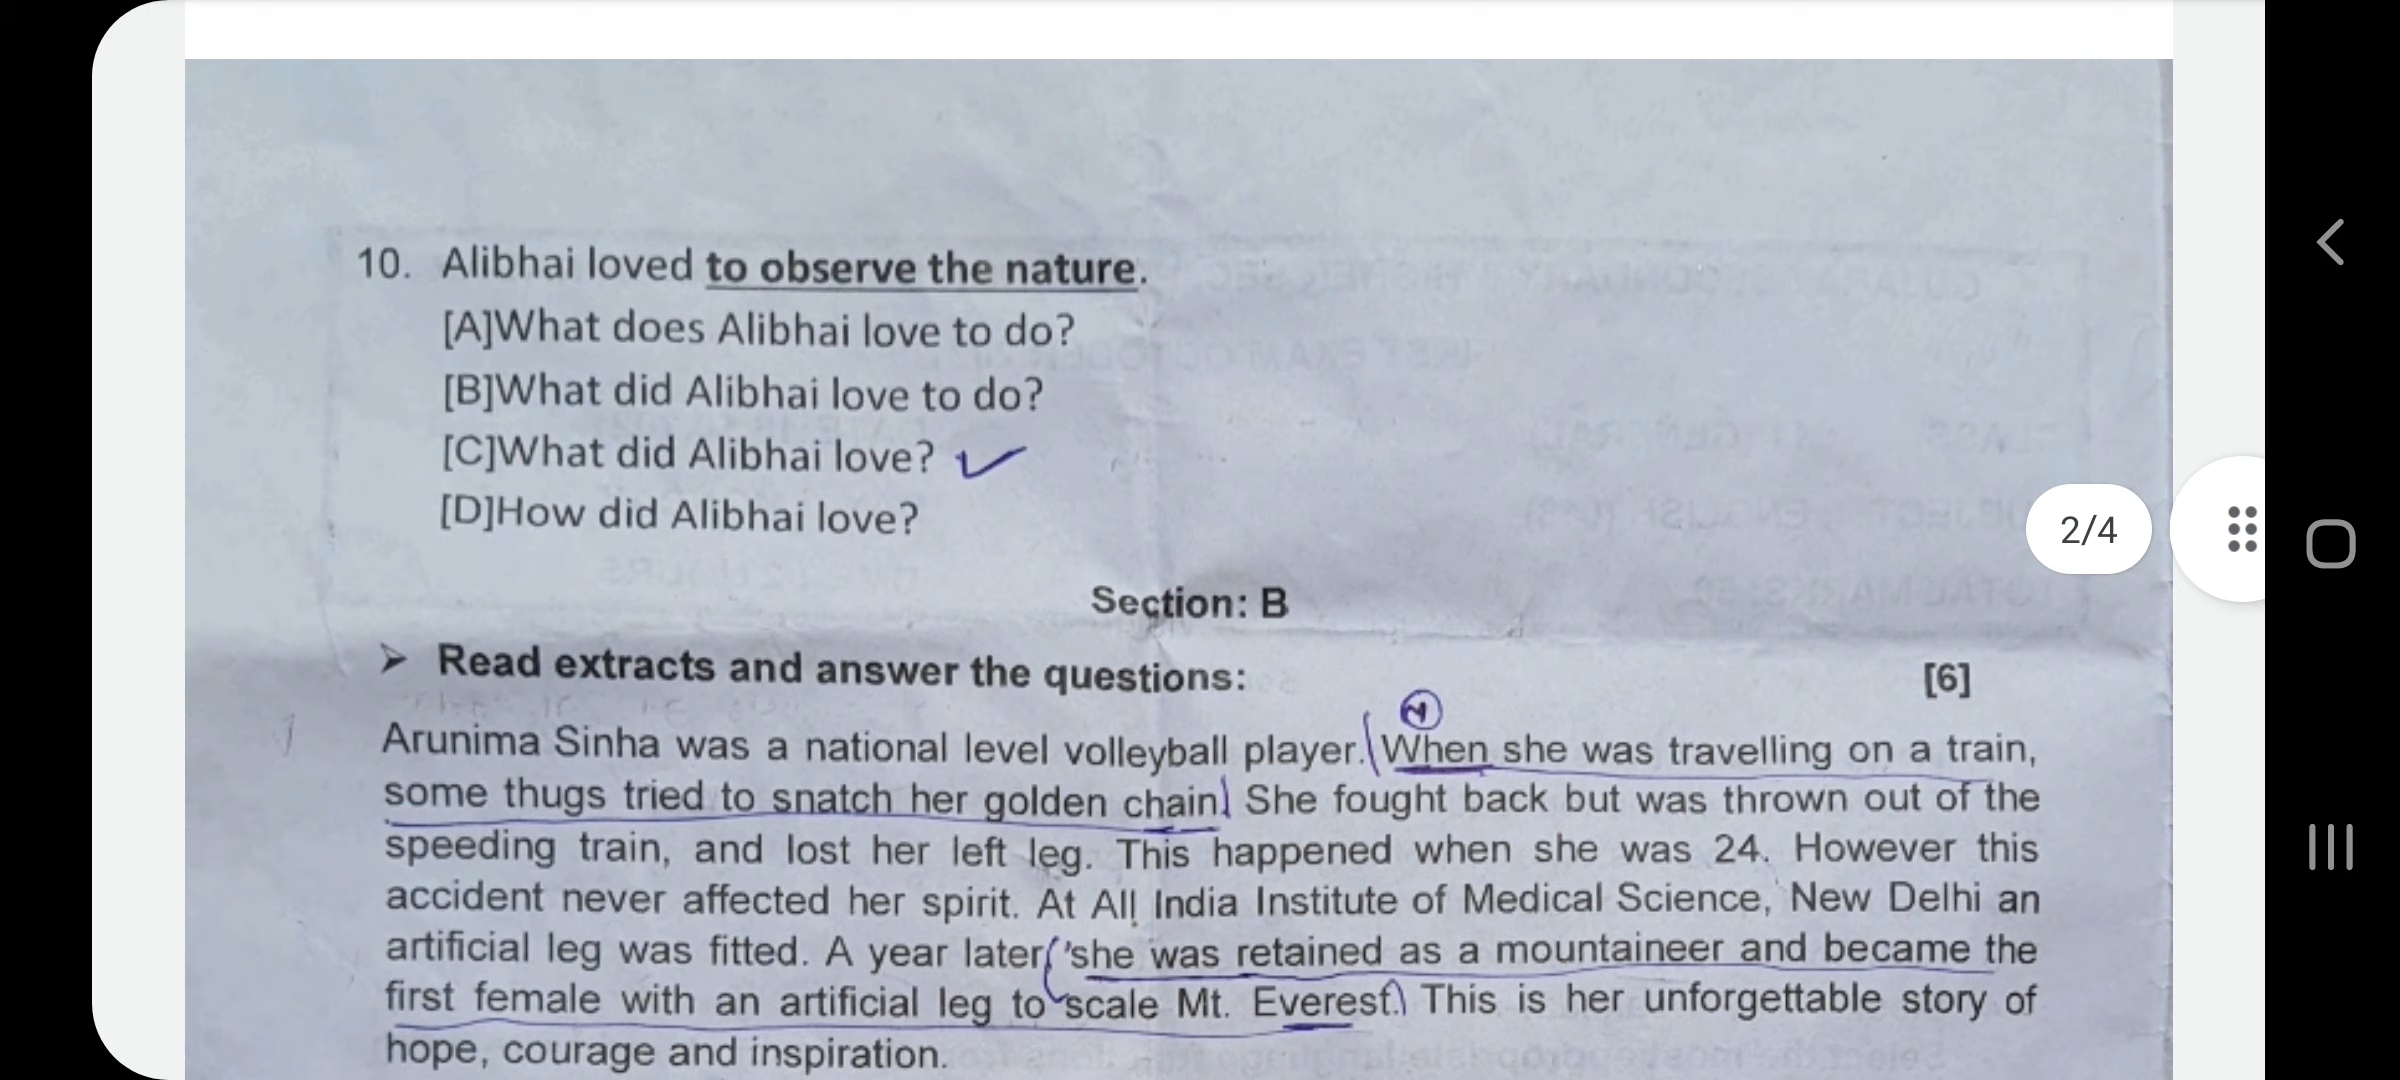 10. Alibhai loved to observe the nature.
[A]What does Alibhai love to do?
[B]What did Alibhai love to do?
[C]What did Alibhai love?
[D]How did Alibhai love?
2/4
Section: B
➤ Read extracts and answer the questions: [6]
Arunima Sinha was a national level volleyball player. When she was travelling on a train,
some thugs tried to snatch her golden chain. She fought back but was thrown out of the
speeding train, and lost her left leg. This happened when she was 24. However this
accident never affected her spirit. At All India Institute of Medical Science, New Delhi an
artificial leg was fitted. A year later 'she was retained as a mountaineer and became the
first female with an artificial leg to scale Mt. Everest. This is her unforgettable story of
hope, courage and inspiration.